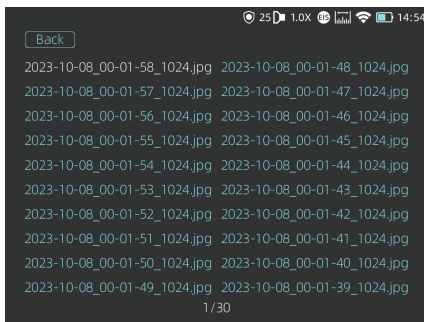 25 1.0X EIS 14:54
Back
2023-10-08_00-01-58_1024.jpg 2023-10-08_00-01-48_1024.jpg
2023-10-08_00-01-57_1024.jpg 2023-10-08_00-01-47_1024.jpg
2023-10-08_00-01-56_1024.jpg 2023-10-08_00-01-46_1024.jpg
2023-10-08_00-01-55_1024.jpg 2023-10-08_00-01-45_1024.jpg
2023-10-08_00-01-54_1024.jpg 2023-10-08_00-01-44_1024.jpg
2023-10-08_00-01-53_1024.jpg 2023-10-08_00-01-43_1024.jpg
2023-10-08_00-01-52_1024.jpg 2023-10-08_00-01-42_1024.jpg
2023-10-08_00-01-51_1024.jpg 2023-10-08_00-01-41_1024.jpg
2023-10-08_00-01-50_1024.jpg 2023-10-08_00-01-40_1024.jpg
2023-10-08_00-01-49_1024.jpg 2023-10-08_00-01-39_1024.jpg
1/30